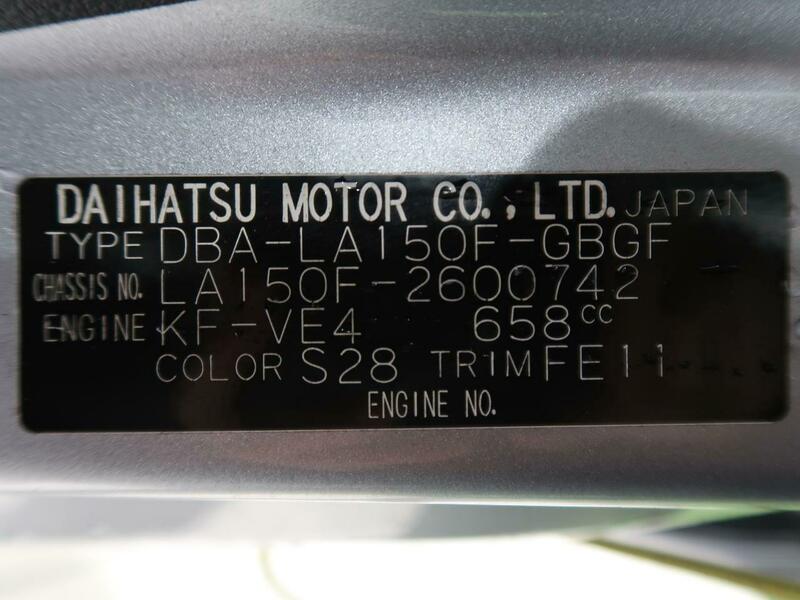 DAIHATSU MOTOR CO., LTD. JAPAN
TYPE DBA-LA150F-GBGF
CHASSIS NO. LA150F-2600742
ENGINE KF-VE4 658CC
COLOR S28 TRIM FE11
ENGINE NO.